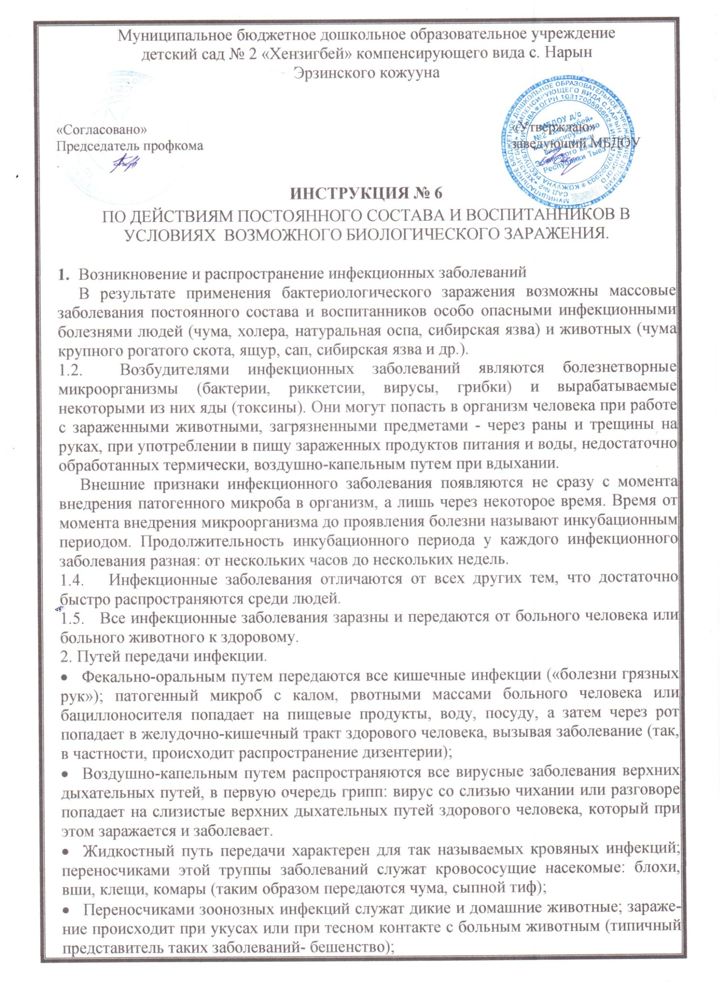 Муниципальное бюджетное дошкольное образовательное учреждение
детский сад № 2 «Хензигбей» компенсирующего вида с. Нарын
Эрзинского кожууна
«Согласовано»
Председатель профкома
«Утверждаю»
заведующий МБДОУ
МБДОУ д/с
№2 «Хензигбей»
компенсирующего
вида с.Нарын
Эрзинского кожууна
Республики Тыва
ИНСТРУКЦИЯ № 6
ПО ДЕЙСТВИЯМ ПОСТОЯННОГО СОСТАВА И ВОСПИТАННИКОВ В
УСЛОВИЯХ ВОЗМОЖНОГО БИОЛОГИЧЕСКОГО ЗАРАЖЕНИЯ.
1. Возникновение и распространение инфекционных заболеваний
В результате применения бактериологического заражения возможны массовые
заболевания постоянного состава и воспитанников особо опасными инфекционными
болезнями людей (чума, холера, натуральная оспа, сибирская язва) и животных (чума
крупного рогатого скота, ящур, сап, сибирская язва и др.).
1.2. Возбудителями инфекционных заболеваний являются болезнетворные
микроорганизмы (бактерии, риккетсии, вирусы, грибки) и вырабатываемые
некоторыми из них яды (токсины). Они могут попасть в организм человека при работе
с зараженными животными, загрязненными предметами - через раны и трещины на
руках, при употреблении в пищу зараженных продуктов питания и воды, недостаточно
обработанных термически, воздушно-капельным путем при вдыхании.
Внешние признаки инфекционного заболевания появляются не сразу с момента
внедрения патогенного микроба в организм, а лишь через некоторое время. Время от
момента внедрения микроорганизма до проявления болезни называют инкубационным
периодом. Продолжительность инкубационного периода у каждого инфекционного
заболевания разная: от нескольких часов до нескольких недель.
1.4. Инфекционные заболевания отличаются от всех других тем, что достаточно
быстро распространяются среди людей.
1.5. Все инфекционные заболевания заразны и передаются от больного человека или
больного животного к здоровому.
2. Путей передачи инфекции.
• Фекально-оральным путем передаются все кишечные инфекции («болезни грязных
рук»); патогенный микроб с калом, рвотными массами больного человека или
бациллоносителя попадает на пищевые продукты, воду, посуду, а затем через рот
попадает в желудочно-кишечный тракт здорового человека, вызывая заболевание (так,
в частности, происходит распространение дизентерии);
• Воздушно-капельным путем распространяются все вирусные заболевания верхних
дыхательных путей, в первую очередь грипп: вирус со слизью чихании или разговоре
попадает на слизистые верхних дыхательных путей здорового человека, который при
этом заражается и заболевает.
• Жидкостный путь передачи характерен для так называемых кровяных инфекций;
переносчиками этой труппы заболеваний служат кровососущие насекомые: блохи,
вши, клещи, комары (таким образом передаются чума, сыпной тиф);
• Переносчиками зоонозных инфекций служат дикие и домашние животные; зараже-
ние происходит при укусах или при тесном контакте с больным животным (типичный
представитель таких заболеваний- бешенство);